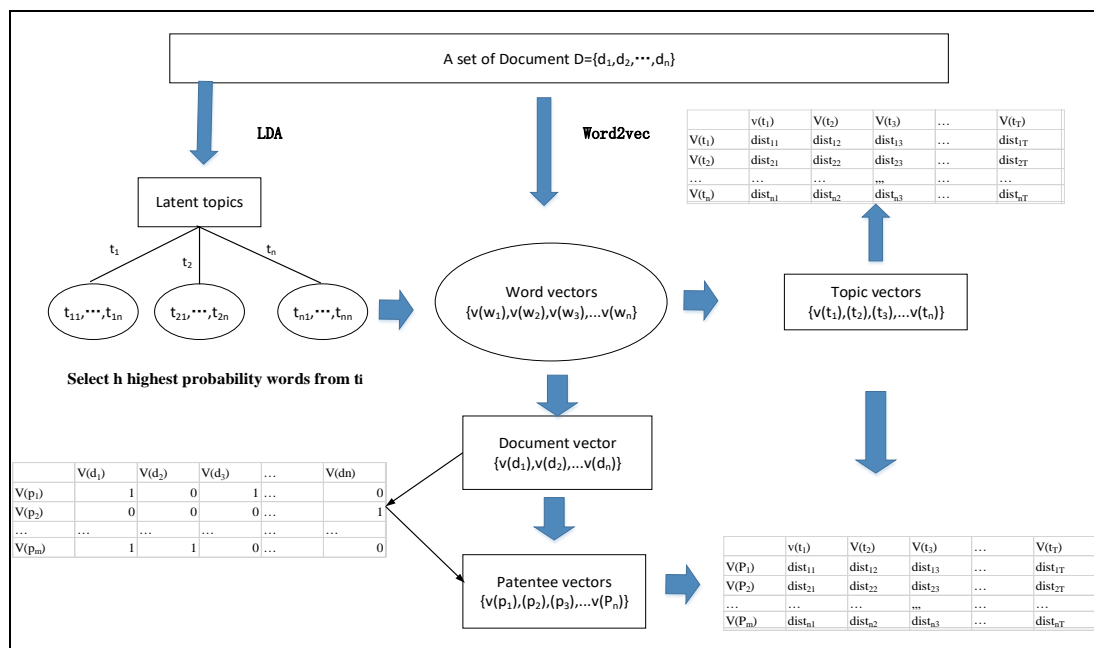 A set of Document D={d₁,d₂,⋯,dₙ}
LDA
Word2vec
v(t₁) V(t₂) V(t₃) … V(t_T)
V(t₁) dist₁₁ dist₁₂ dist₁₃ … dist₁T
V(t₂) dist₂₁ dist₂₂ dist₂₃ … dist₂T
… … … ,,, … …
V(tₙ) distₙ₁ distₙ₂ distₙ₃ … distₙT
Latent topics
t₁
t₂
tₙ
t₁₁,⋯,t₁ₙ
t₂₁,⋯,t₂ₙ
tₙ₁,⋯,tₙₙ
Select h highest probability words from ti
Word vectors
{v(w₁),v(w₂),v(w₃),...v(wₙ}
Topic vectors
{v(t₁),(t₂),(t₃),...v(tₙ)}
Document vector
{v(d₁),v(d₂),...v(dₙ)}
V(d₁) V(d₂) V(d₃) … V(dn)
V(p₁) 1 0 1 … 0
V(p₂) 0 0 0 … 1
… … … … … …
V(pₘ) 1 1 0 … 0
Patentee vectors
{v(p₁),(p₂),(p₃),...v(Pₙ)}
v(t₁) V(t₂) V(t₃) … V(t_T)
V(P₁) dist₁₁ dist₁₂ dist₁₃ … dist₁T
V(P₂) dist₂₁ dist₂₂ dist₂₃ … dist₂T
… … … ,,, … …
V(Pₘ) distₙ₁ distₙ₂ distₙ₃ … distₙT